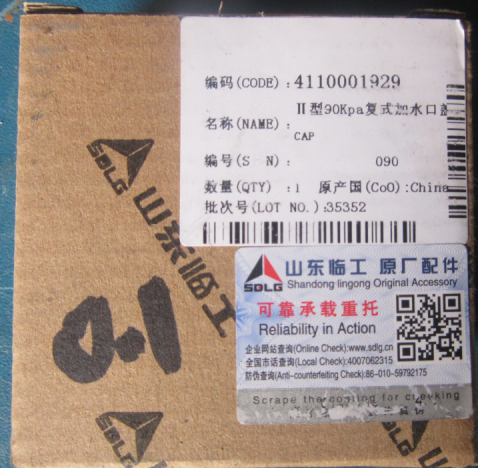 编码(CODE) :4110001929
Ⅱ型90Kpa复式加水口盖
名称(NAME) :
CAP
编号(S N) : 090
数量(QTY) :1 原产国(CoO):China
批次号(LOT NO.):35352
SDLG
山东临工
SDLG
山东临工 原厂配件
Shandong lingong Original Accessory
可靠承载重托
Reliability in Action
企业网站查询(Online Check):www.sdlg.cn
全国市话查询(Local Check):4007062315
防伪查询(Anti-counterfeiting Check):86-010-59792175
Scrape the coating for checking
SDLG